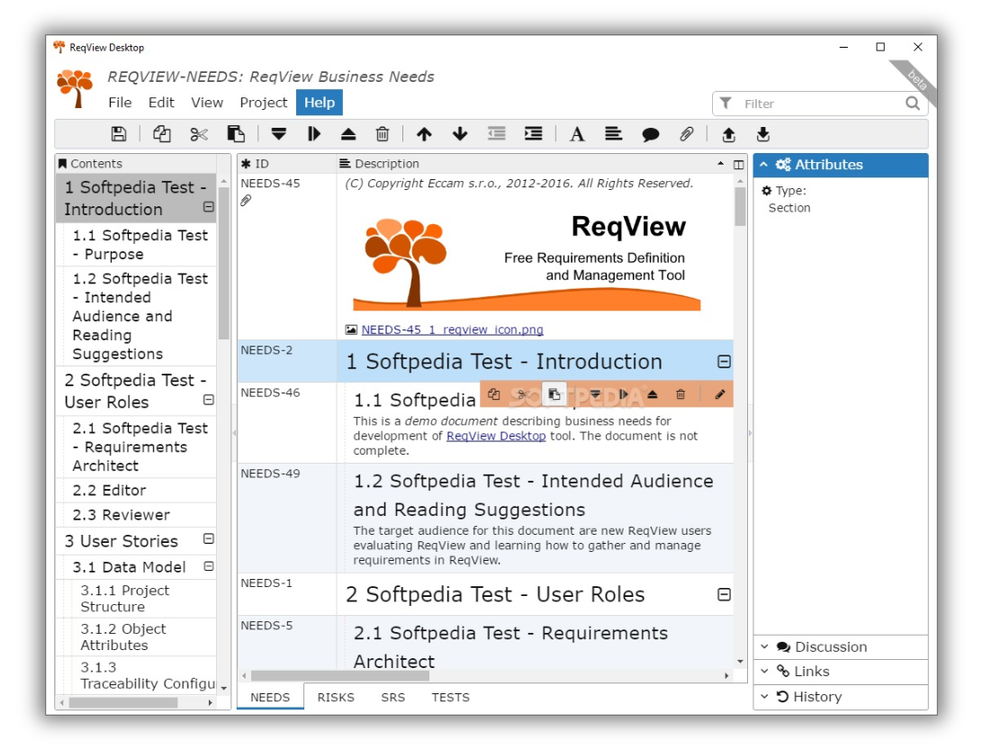 ReqView Desktop
REQVIEW-NEEDS: ReqView Business Needs
beta
File Edit View Project Help
Filter
Contents
1 Softpedia Test -
Introduction
1.1 Softpedia Test
- Purpose
1.2 Softpedia Test
- Intended
Audience and
Reading
Suggestions
2 Softpedia Test -
User Roles
2.1 Softpedia Test
- Requirements
Architect
2.2 Editor
2.3 Reviewer
3 User Stories
3.1 Data Model
3.1.1 Project
Structure
3.1.2 Object
Attributes
3.1.3
Traceability Configu
ID Description
NEEDS-45
(C) Copyright Eccam s.r.o., 2012-2016. All Rights Reserved.
ReqView
Free Requirements Definition
and Management Tool
NEEDS-45_1_reqview_icon.png
NEEDS-2
1 Softpedia Test - Introduction
NEEDS-46
1.1 Softpedia
SOFTPEDIA
This is a demo document describing business needs for
development of ReqView Desktop tool. The document is not
complete.
NEEDS-49
1.2 Softpedia Test - Intended Audience
and Reading Suggestions
The target audience for this document are new ReqView users
evaluating ReqView and learning how to gather and manage
requirements in ReqView.
NEEDS-1
2 Softpedia Test - User Roles
NEEDS-5
2.1 Softpedia Test - Requirements
Architect
NEEDS RISKS SRS TESTS
Attributes
Type:
Section
Discussion
Links
History